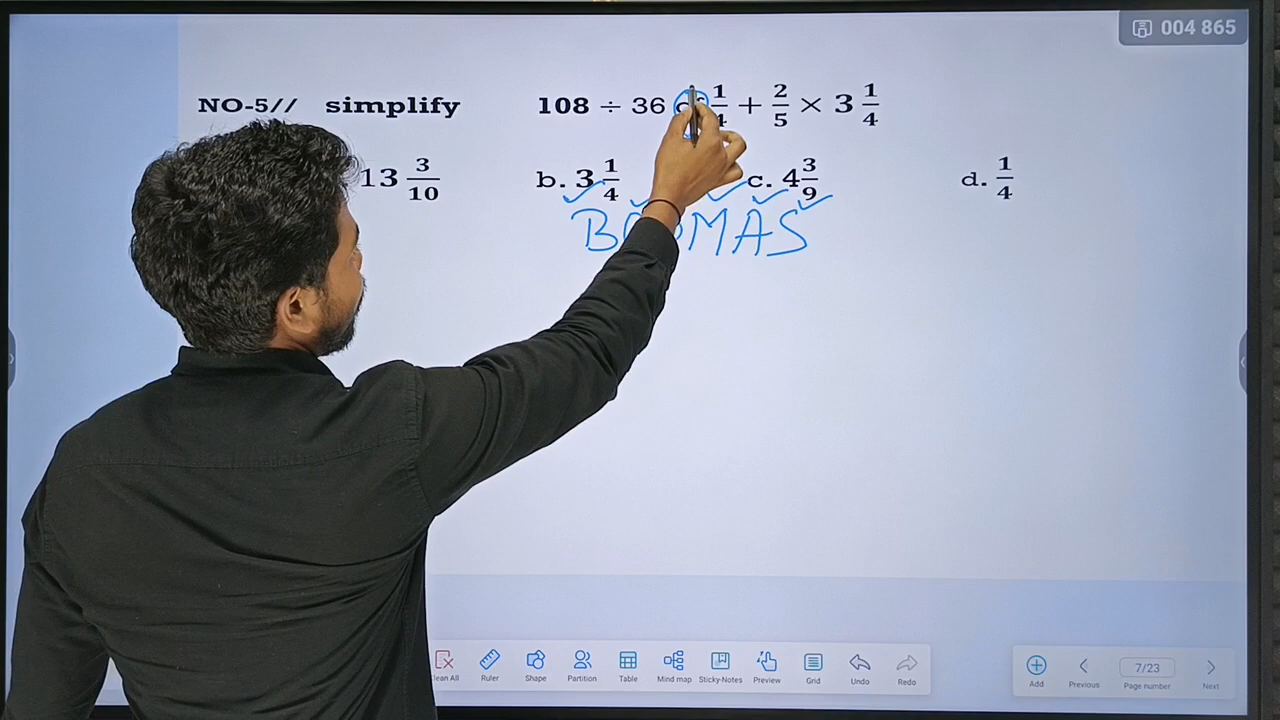 004 865
NO-5// simplify 108 ÷ 36 of 1/4 + 2/5 × 3 1/4
13 3/10 b. 3 1/4 c. 4 3/9 d. 1/4
BODMAS
Ruler Shape Partition Table Mind map Sticky-Notes Preview Grid Undo Redo Add Previous 7/23 Page number Next